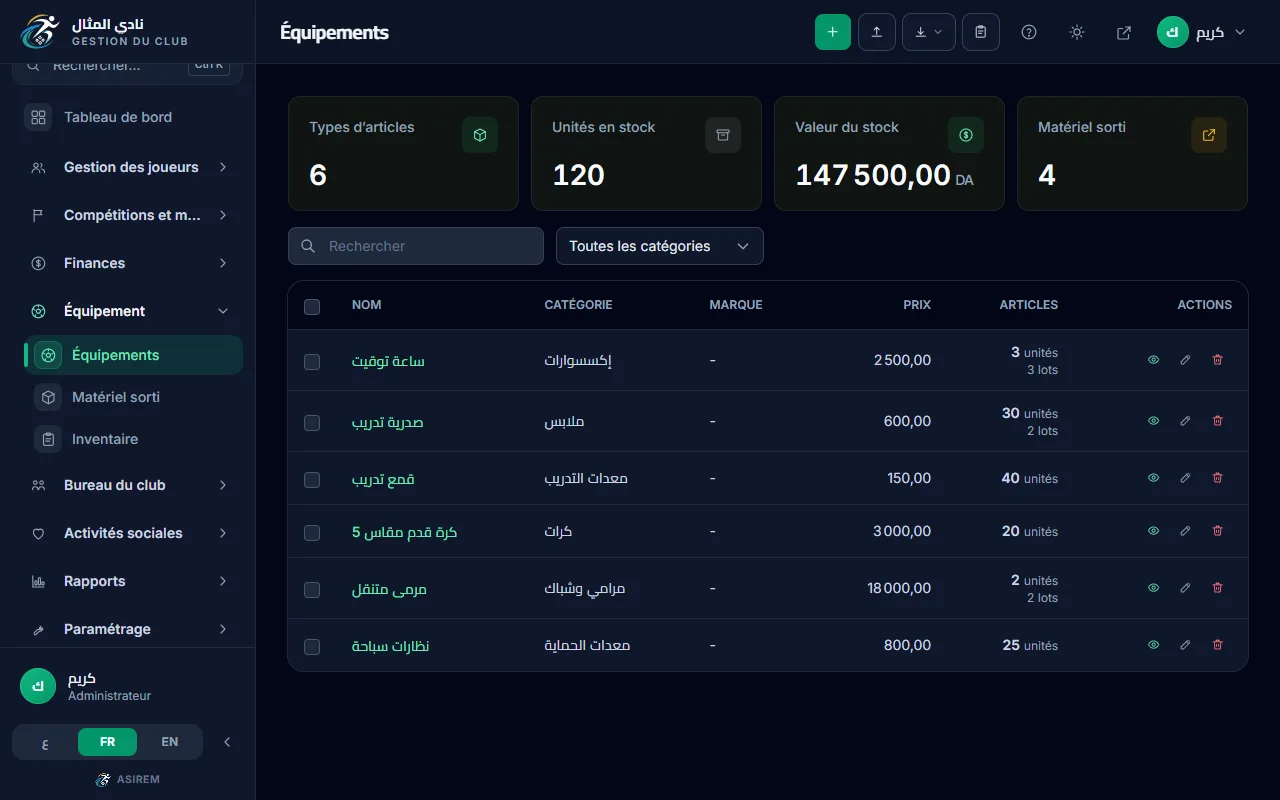 نادي المثال
GESTION DU CLUB
Rechercher...
Ctrl K
Tableau de bord
Gestion des joueurs
Compétitions et m...
Finances
Équipement
Équipements
Matériel sorti
Inventaire
Bureau du club
Activités sociales
Rapports
Paramétrage
ك
كريم
Administrateur
ع FR EN
ASIREM
Équipements
ك كريم
Types d’articles
6
Unités en stock
120
Valeur du stock
147 500,00 DA
Matériel sorti
4
Rechercher
Toutes les catégories
NOM CATÉGORIE MARQUE PRIX ARTICLES ACTIONS
ساعة توقيت إكسسوارات - 2 500,00 3 unités
3 lots
صدرية تدريب ملابس - 600,00 30 unités
2 lots
قمع تدريب معدات التدريب - 150,00 40 unités
كرة قدم مقاس 5 كرات - 3 000,00 20 unités
مرمى متنقل مرامي وشباك - 18 000,00 2 unités
2 lots
نظارات سباحة معدات الحماية - 800,00 25 unités